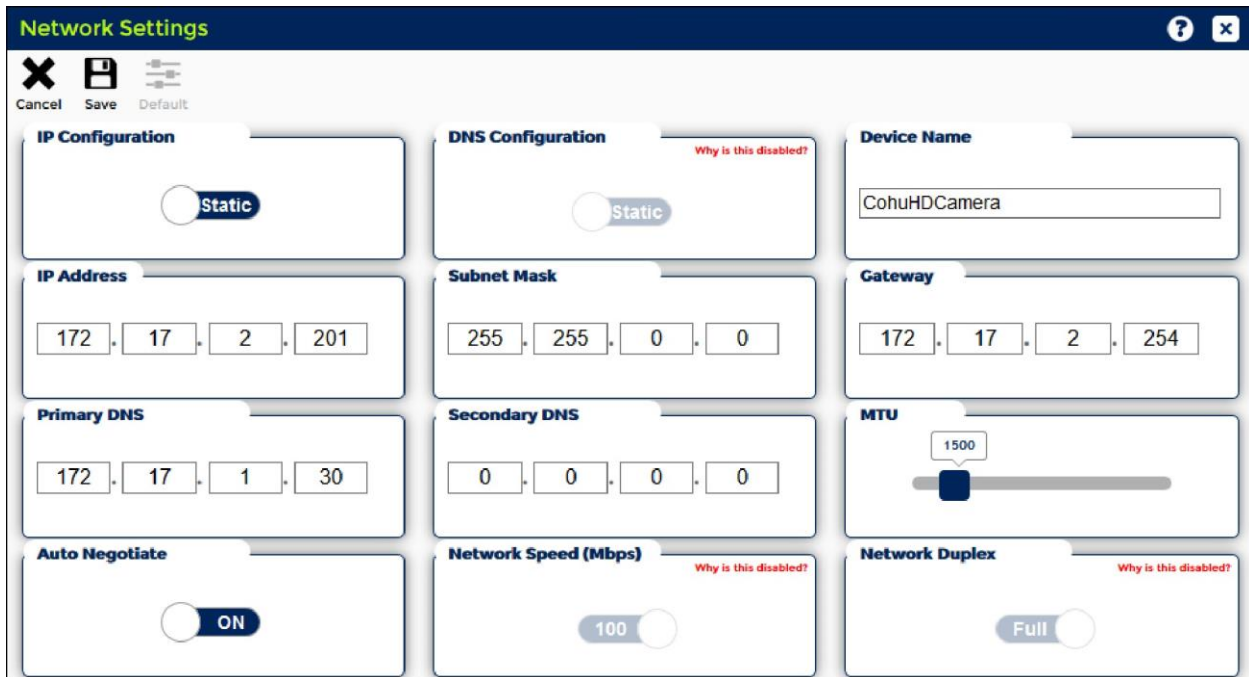 Network Settings
?
Cancel Save Default
IP Configuration
Static
DNS Configuration
Why is this disabled?
Static
Device Name
CohuHDCamera
IP Address
172 . 17 . 2 . 201
Subnet Mask
255 . 255 . 0 . 0
Gateway
172 . 17 . 2 . 254
Primary DNS
172 . 17 . 1 . 30
Secondary DNS
0 . 0 . 0 . 0
MTU
1500
Auto Negotiate
ON
Network Speed (Mbps)
Why is this disabled?
100
Network Duplex
Why is this disabled?
Full